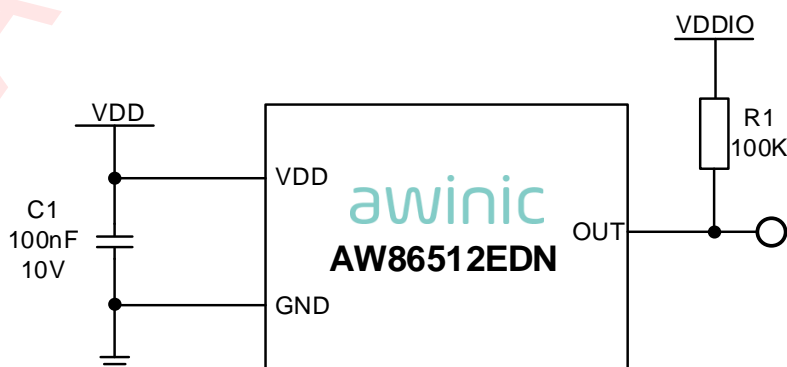 VDDIO
VDD
R1
100K
VDD
awinic
C1
100nF
10V
OUT
AW86512EDN
GND